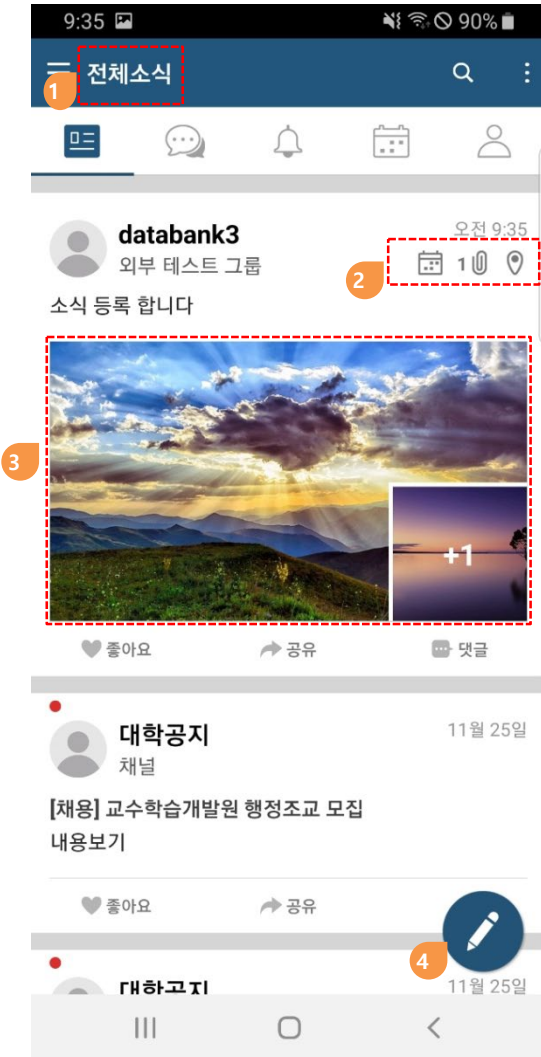 9:35 90%
전체소식
1
databank3 오전 9:35
외부 테스트 그룹 1
2
소식 등록 합니다
3
+1
좋아요 공유 댓글
대학공지 11월 25일
채널
[채용] 교수학습개발원 행정조교 모집
내용보기
좋아요 공유
4
대학공지 11월 25일